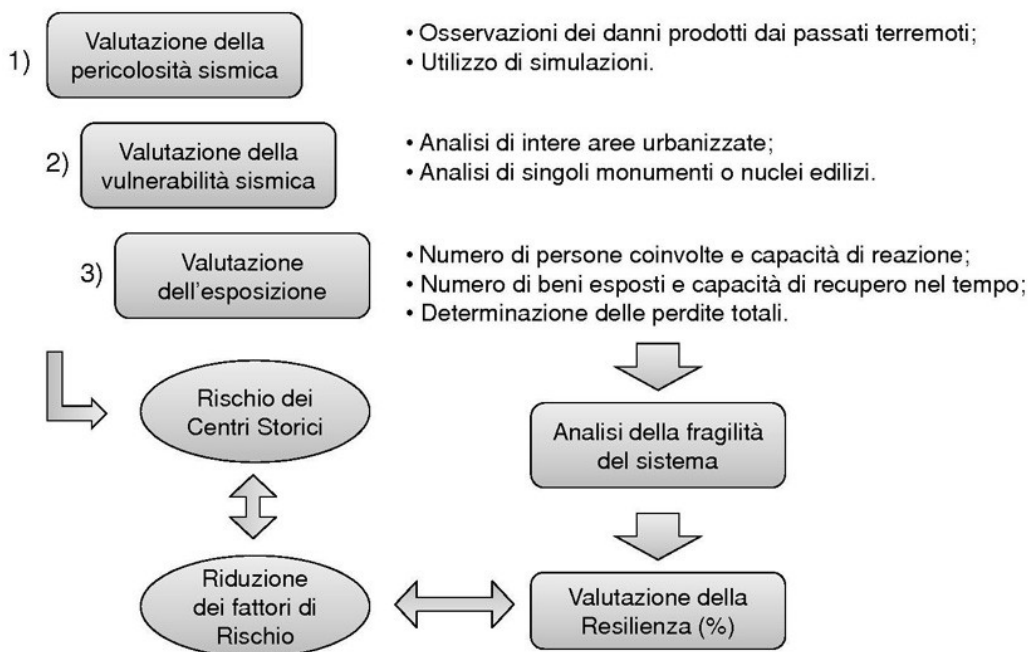 1)
Valutazione della
pericolosità sismica
• Osservazioni dei danni prodotti dai passati terremoti;
• Utilizzo di simulazioni.
2)
Valutazione della
vulnerabilità sismica
• Analisi di intere aree urbanizzate;
• Analisi di singoli monumenti o nuclei edilizi.
3)
Valutazione
dell'esposizione
• Numero di persone coinvolte e capacità di reazione;
• Numero di beni esposti e capacità di recupero nel tempo;
• Determinazione delle perdite totali.
Rischio dei
Centri Storici
Analisi della fragilità
del sistema
Riduzione
dei fattori di
Rischio
Valutazione della
Resilienza (%)